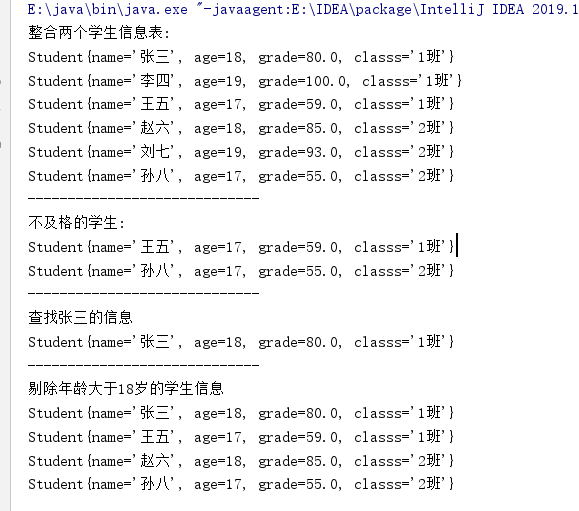 E:\java\bin\java.exe "-javaagent:E:\IDEA\package\IntelliJ IDEA 2019.1
整合两个学生信息表:
Student{name='张三', age=18, grade=80.0, classs='1班'}
Student{name='李四', age=19, grade=100.0, classs='1班'}
Student{name='王五', age=17, grade=59.0, classs='1班'}
Student{name='赵六', age=18, grade=85.0, classs='2班'}
Student{name='刘七', age=19, grade=93.0, classs='2班'}
Student{name='孙八', age=17, grade=55.0, classs='2班'}
-----------------------------
不及格的学生:
Student{name='王五', age=17, grade=59.0, classs='1班'}
Student{name='孙八', age=17, grade=55.0, classs='2班'}
-----------------------------
查找张三的信息
Student{name='张三', age=18, grade=80.0, classs='1班'}
-----------------------------
剔除年龄大于18岁的学生信息
Student{name='张三', age=18, grade=80.0, classs='1班'}
Student{name='王五', age=17, grade=59.0, classs='1班'}
Student{name='赵六', age=18, grade=85.0, classs='2班'}
Student{name='孙八', age=17, grade=55.0, classs='2班'}